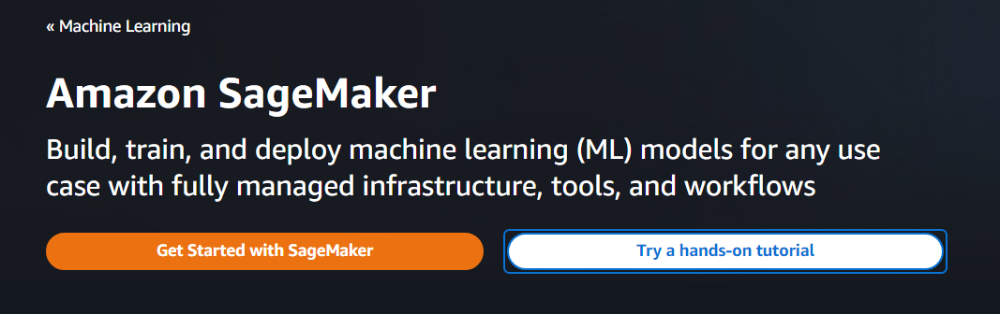 « Machine Learning
Amazon SageMaker
Build, train, and deploy machine learning (ML) models for any use
case with fully managed infrastructure, tools, and workflows
Get Started with SageMaker
Try a hands-on tutorial